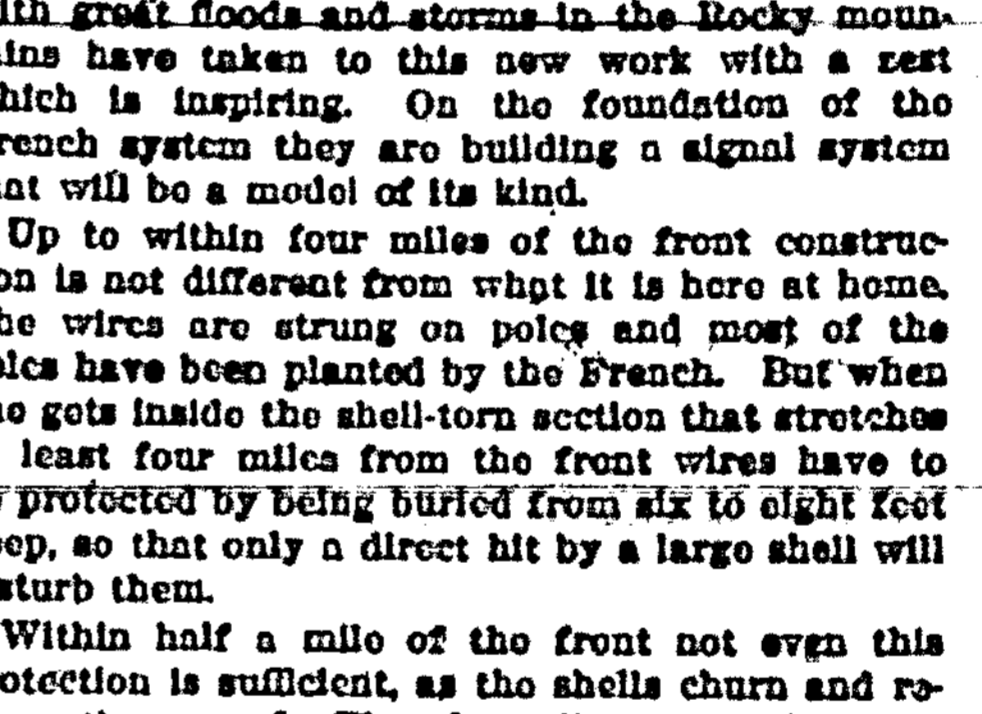 ith great floods and storms in the Rocky moun-
ins have taken to this new work with a zest
hich is inspiring. On the foundation of the
rench system they are building a signal system
at will be a model of its kind.
Up to within four miles of the front construc-
on is not different from what it is here at home.
he wires are strung on poles and most of the
les have been planted by the French. But when
e gets inside the shell-torn section that stretches
least four miles from the front wires have to
protected by being buried from six to eight feet
ep, so that only a direct hit by a large shell will
sturb them.
Within half a mile of the front not even this
otection is sufficient, as the shells churn and re-